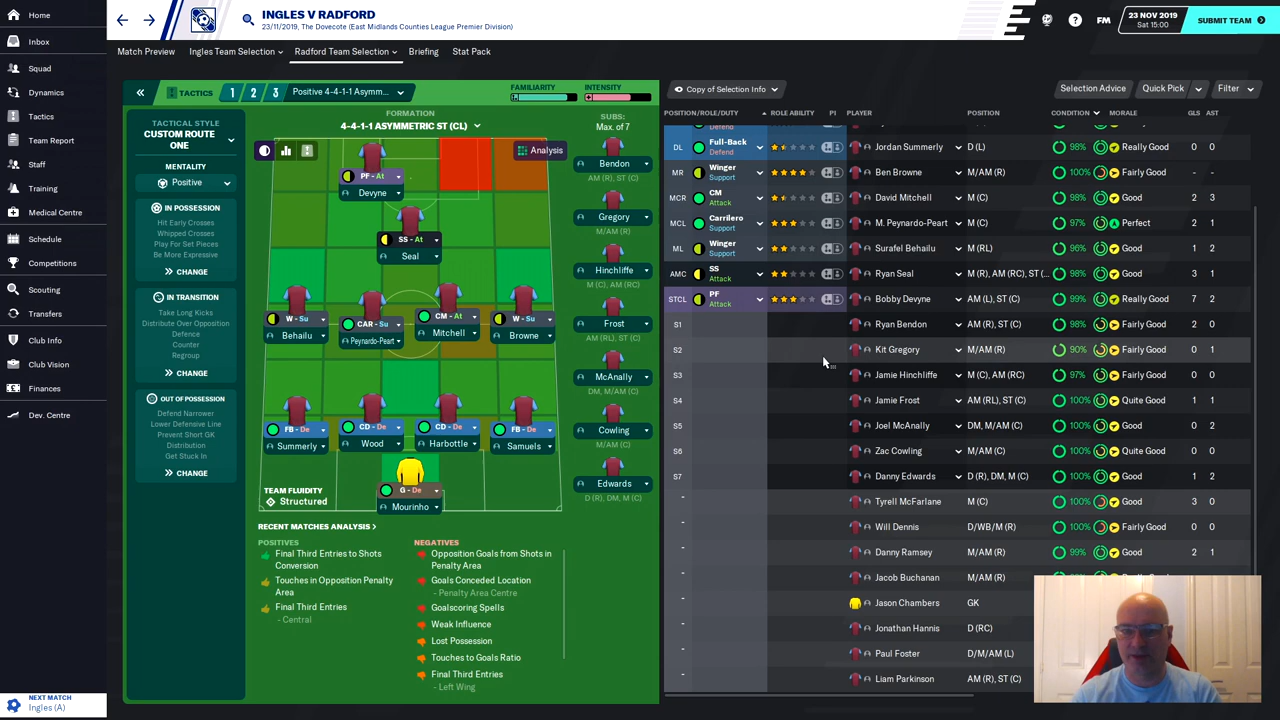 Home
INGLES V RADFORD
23/11/2019, The Dovecote (East Midlands Counties League Premier Division)
FM
23 NOV 2019
Sat 15:00
SUBMIT TEAM
Inbox
Squad
Dynamics
Tactics
Team Report
Staff
Training
Medical Centre
Schedule
Competitions
Scouting
Club Info
Club Vision
Finances
Dev. Centre
NEXT MATCH
Ingles (A)
Match Preview
Ingles Team Selection
Radford Team Selection
Briefing
Stat Pack
TACTICS
1 2 3
Positive 4-4-1-1 Asymm...
FAMILIARITY
INTENSITY
TACTICAL STYLE
CUSTOM ROUTE ONE
MENTALITY
Positive
IN POSSESSION
Hit Early Crosses
Whipped Crosses
Play For Set Pieces
Be More Expressive
CHANGE
IN TRANSITION
Take Long Kicks
Distribute Over Opposition
Defence
Counter
Regroup
CHANGE
OUT OF POSSESSION
Defend Narrower
Lower Defensive Line
Prevent Short GK
Distribution
Get Stuck In
CHANGE
FORMATION
4-4-1-1 ASYMMETRIC ST (CL)
Analysis
PF - At
Devyne
SS - At
Seal
W - Su
Behailu
CAR - Su
Peynardo-Peart
CM - At
Mitchell
W - Su
Browne
FB - De
Summerly
CD - De
Wood
CD - De
Harbottle
FB - De
Samuels
G - De
Mourinho
TEAM FLUIDITY
Structured
SUBS:
Max. of 7
Bendon
AM (R), ST (C)
Gregory
M/AM (R)
Hinchliffe
M (C), AM (RC)
Frost
AM (RL), ST (C)
McAnally
DM, M/AM (C)
Cowling
M/AM (C)
Edwards
D (R), DM, M (C)
RECENT MATCHES ANALYSIS >
POSITIVES
Final Third Entries to Shots Conversion
Touches in Opposition Penalty Area
Final Third Entries
- Central
NEGATIVES
Opposition Goals from Shots in Penalty Area
Goals Conceded Location
- Penalty Area Centre
Goalscoring Spells
Weak Influence
Lost Possession
Touches to Goals Ratio
Final Third Entries
- Left Wing
Copy of Selection Info
Selection Advice
Quick Pick
Filter
POSITION/ROLE/DUTY ROLE ABILITY PI PLAYER POSITION CONDITION MORALE GLS AST
Defend
DL Full-Back Defend Jordan Summerly D (L) 98% Really Good 0 0
MR Winger Support Ben Browne M/AM (R) 100% Fairly Good - -
MCR CM Attack David Mitchell M (C) 98% Good 2 3
MCL Carrilero Support M. Peynardo-Peart M (C) 97% Perfect 2 1
ML Winger Support Surafel Behailu M (RL) 96% Good 1 2
AMC SS Attack Ryan Seal M (R), AM (RC), ST (... 98% Good 3 1
STCL PF Attack Bobby Devyne AM (L), ST (C) 99% Really Good 7 2
S1 Ryan Bendon AM (R), ST (C) 98% Fairly Good 2 0
S2 Kit Gregory M/AM (R) 90% Fairly Good 0 1
S3 Jamie Hinchliffe M (C), AM (RC) 97% Good 3 1
S4 Jamie Frost AM (RL), ST (C) 100% Quite Good 1 1
S5 Joel McAnally DM, M/AM (C) 100% Good 0 2
S6 Zac Cowling M/AM (C) 100% Quite Good 0 0
S7 Danny Edwards D (R), DM, M (C) 100% Good 1 2
- Tyrell McFarlane M (C) 100% Good 3 0
- Will Dennis D/WB/M (R) 100% Fairly Good 0 0
- Danny Ramsey M/AM (R) 99% Good 2 1
- Jacob Buchanan M/AM (R)
- Jason Chambers GK
- Jonathan Hannis D (RC)
- Paul Foster D/M/AM (L)
- Liam Parkinson AM (R), ST (C)